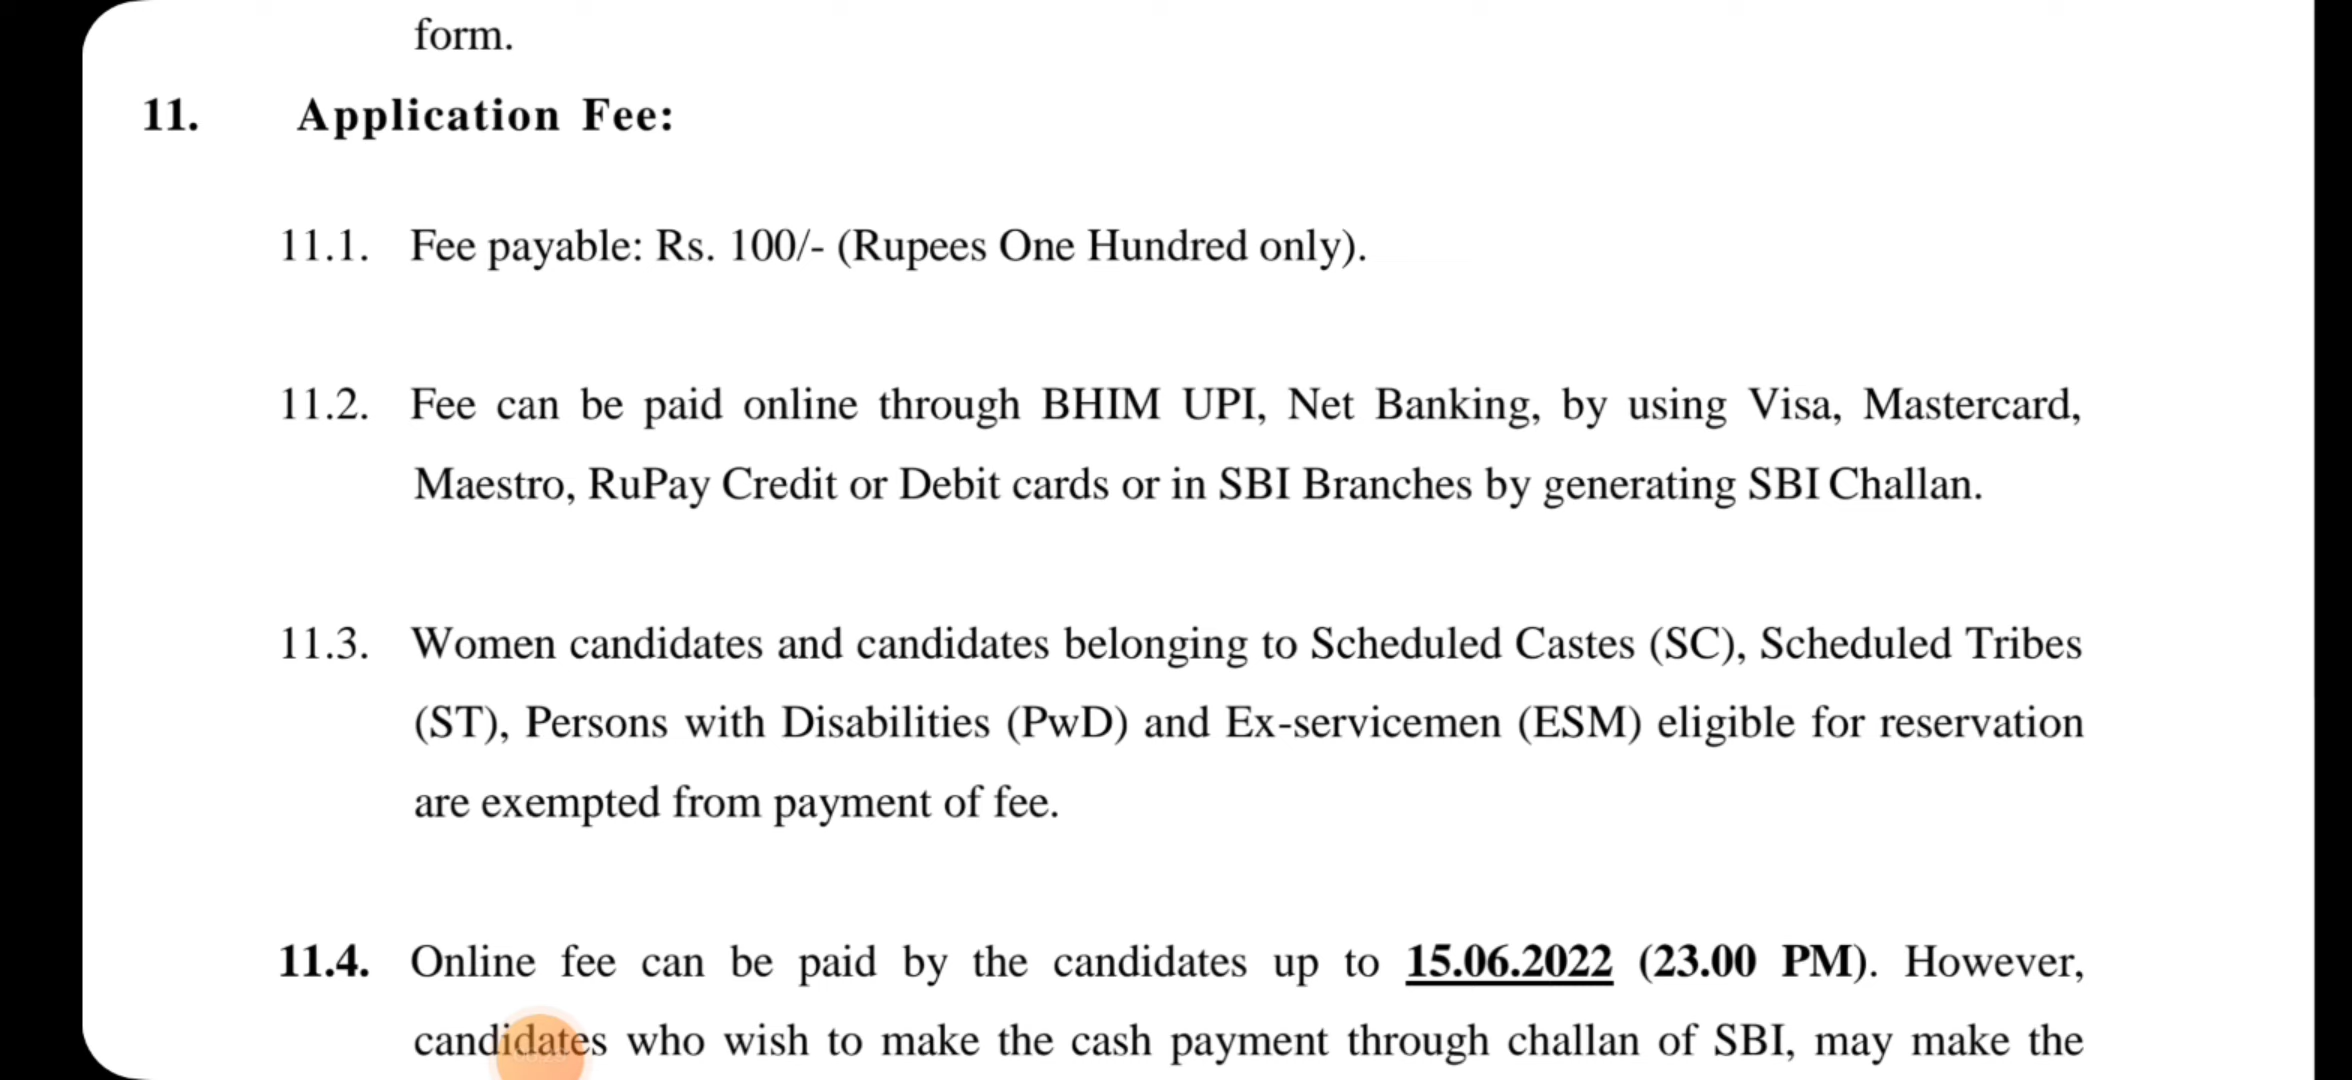 form.
11. Application Fee:
11.1. Fee payable: Rs. 100/- (Rupees One Hundred only).
11.2. Fee can be paid online through BHIM UPI, Net Banking, by using Visa, Mastercard,
Maestro, RuPay Credit or Debit cards or in SBI Branches by generating SBI Challan.
11.3. Women candidates and candidates belonging to Scheduled Castes (SC), Scheduled Tribes
(ST), Persons with Disabilities (PwD) and Ex-servicemen (ESM) eligible for reservation
are exempted from payment of fee.
11.4. Online fee can be paid by the candidates up to 15.06.2022 (23.00 PM). However,
candidates who wish to make the cash payment through challan of SBI, may make the